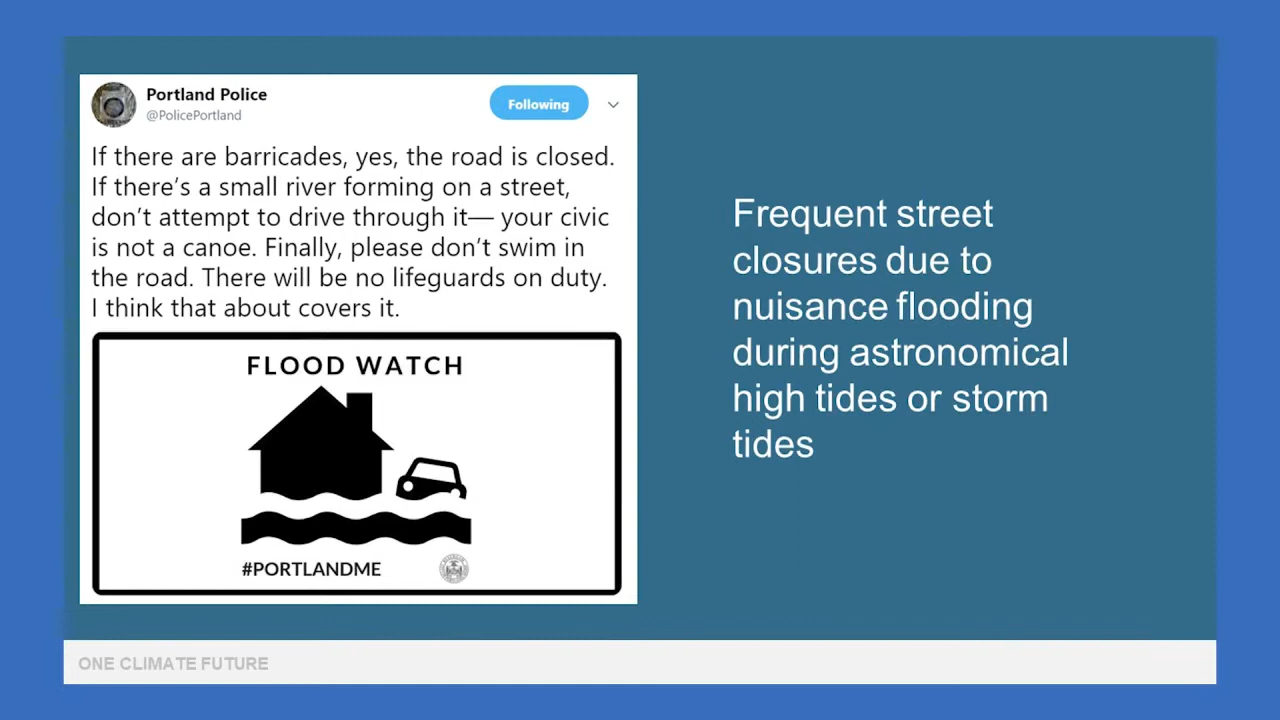 Portland Police
@PolicePortland
Following
If there are barricades, yes, the road is closed.
If there's a small river forming on a street,
don't attempt to drive through it— your civic
is not a canoe. Finally, please don't swim in
the road. There will be no lifeguards on duty.
I think that about covers it.
FLOOD WATCH
#PORTLANDME
Frequent street
closures due to
nuisance flooding
during astronomical
high tides or storm
tides
ONE CLIMATE FUTURE